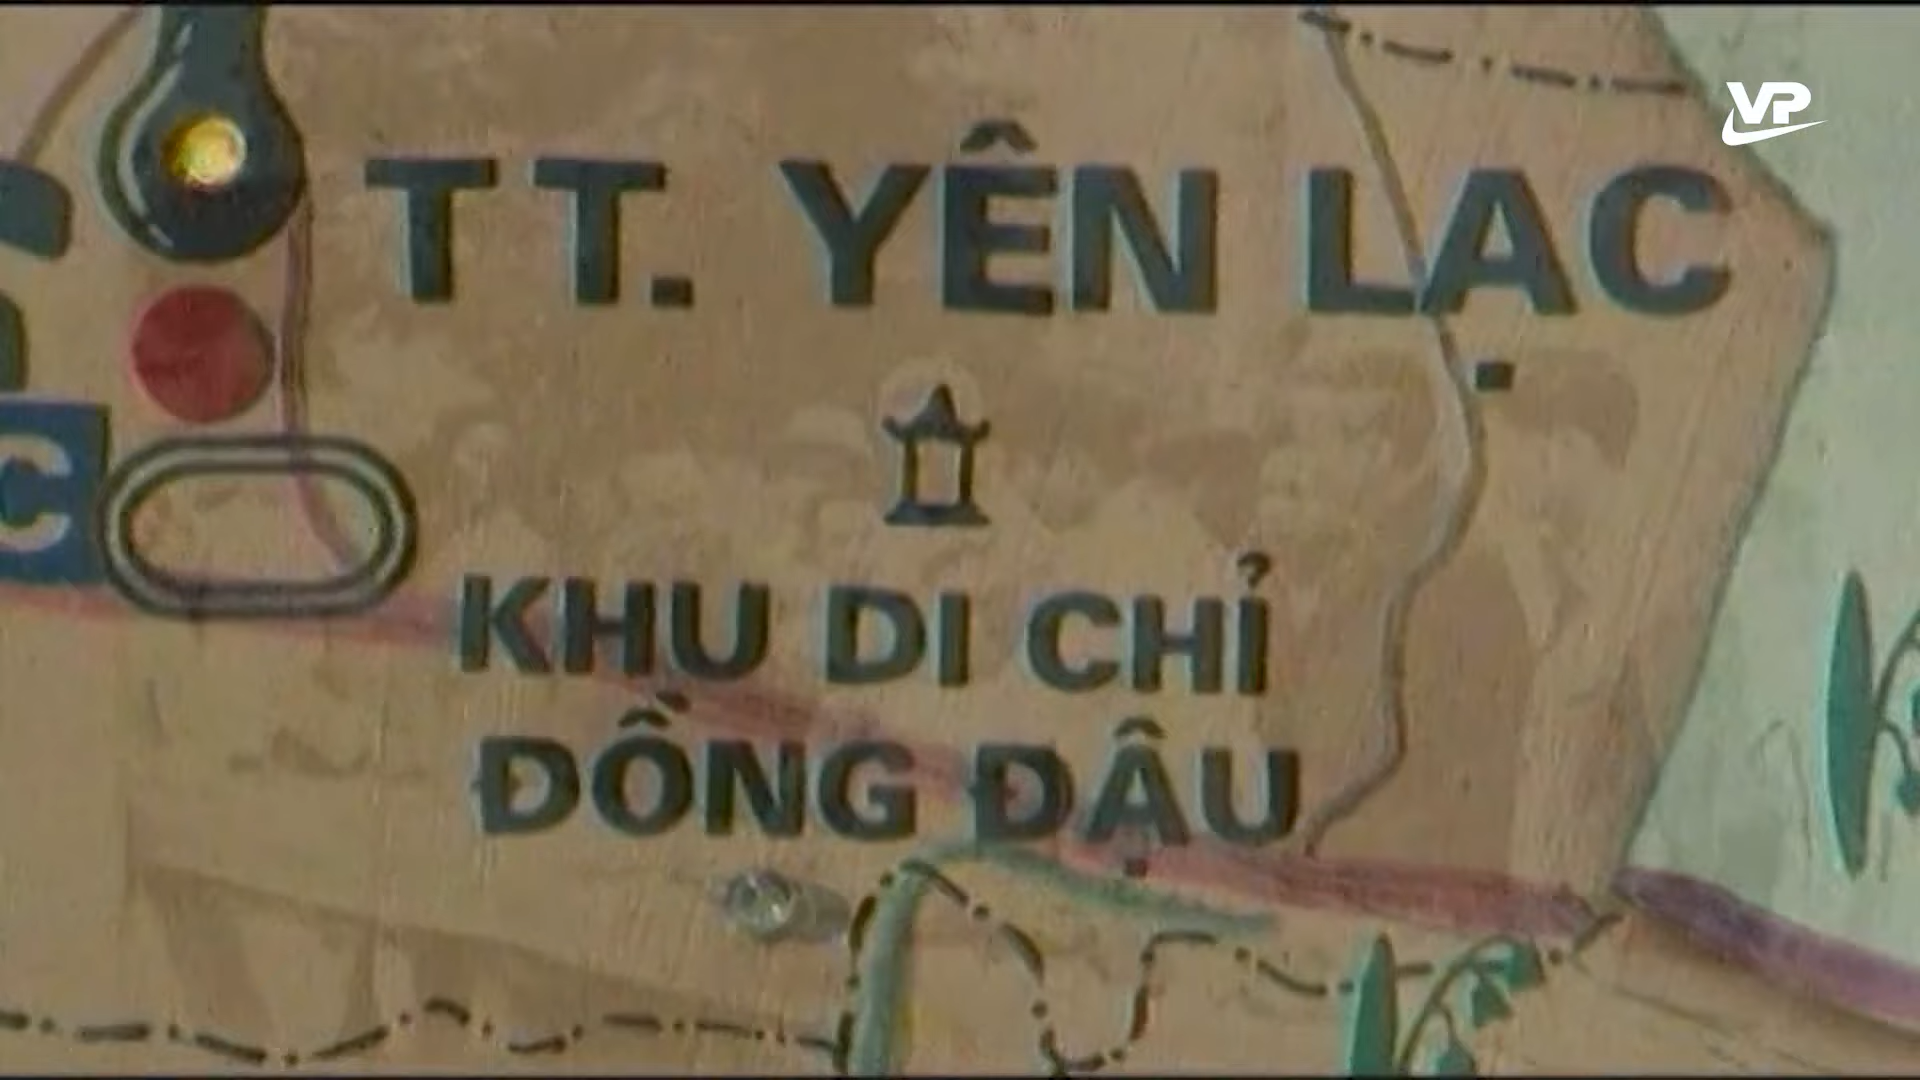 VP
TT. YÊN LẠC
C
KHU DI CHỈ
ĐỒNG ĐẬU